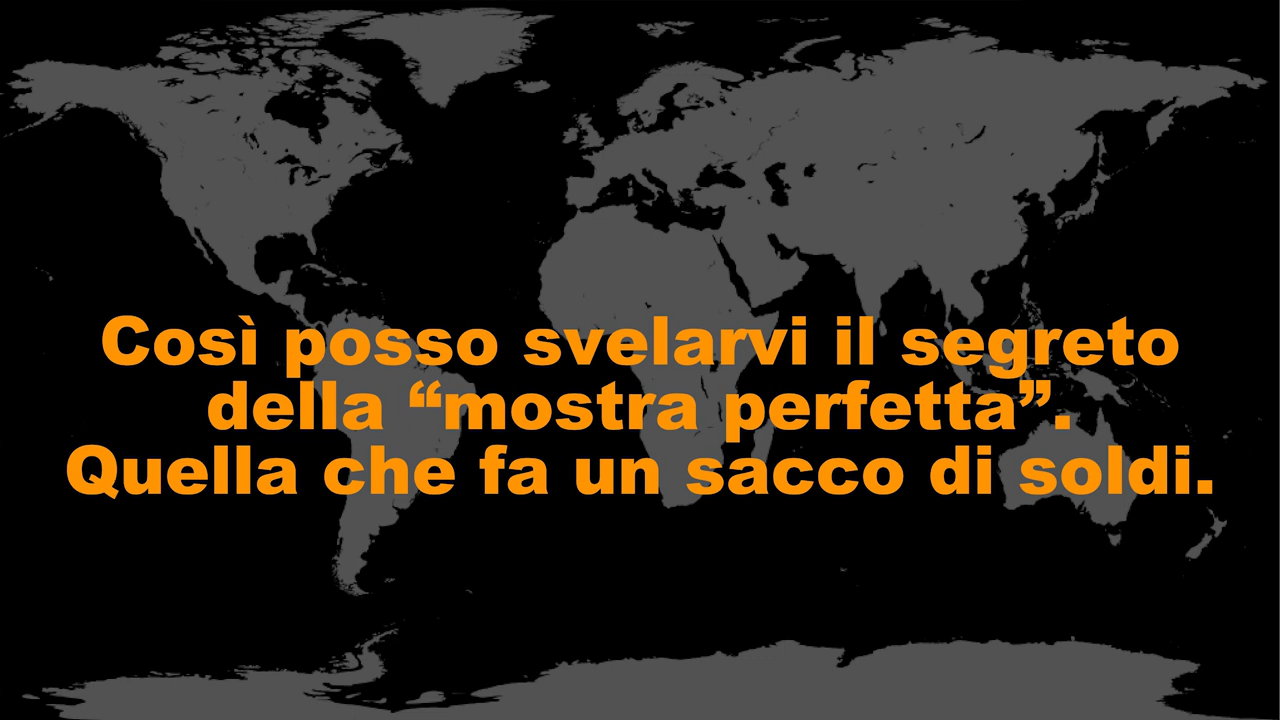 Così posso svelarvi il segreto
della “mostra perfetta”.
Quella che fa un sacco di soldi.